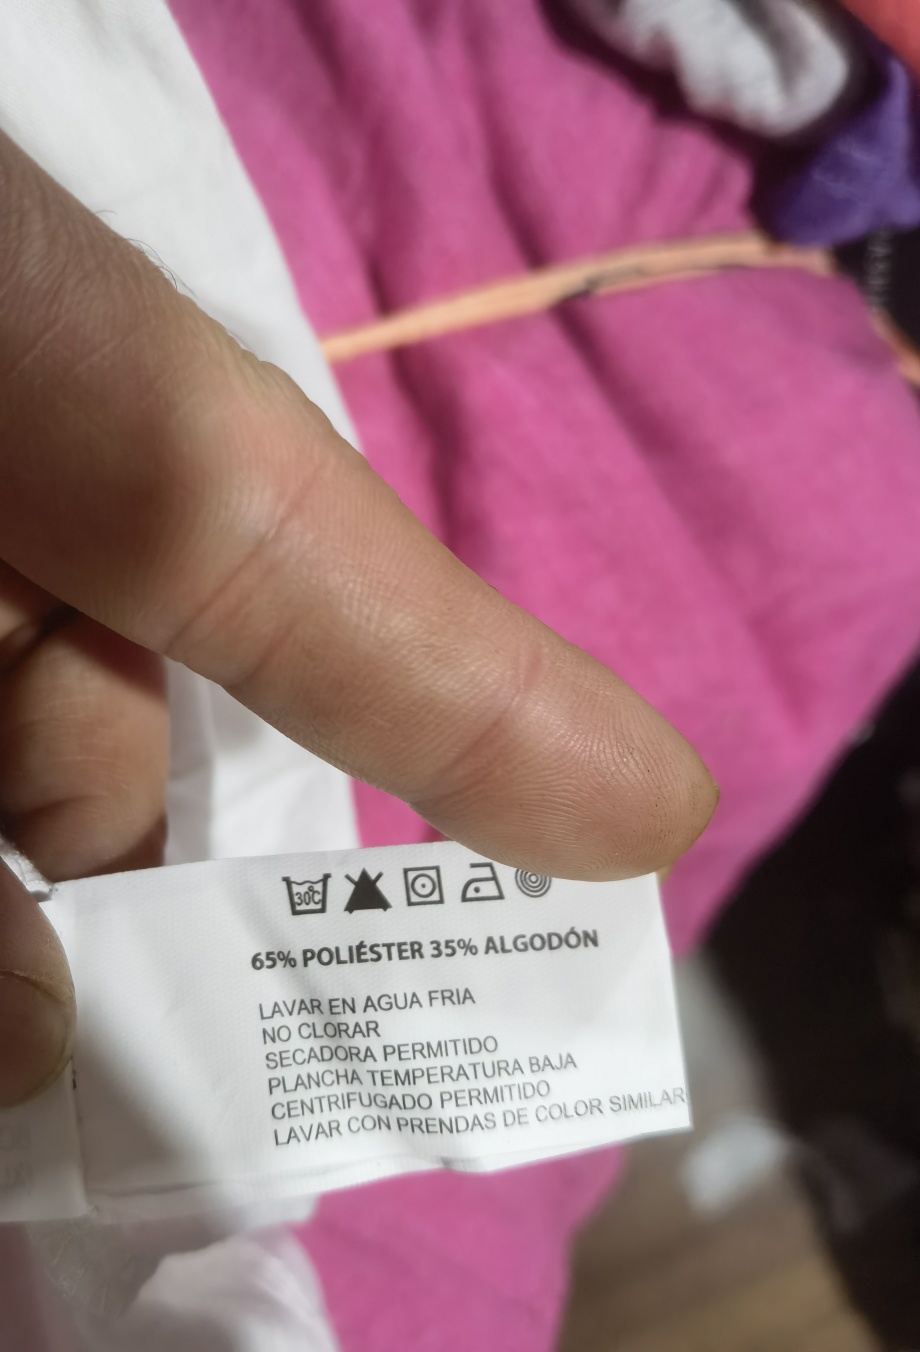 30°C
65% POLIÉSTER 35% ALGODÓN
LAVAR EN AGUA FRIA
NO CLORAR
SECADORA PERMITIDO
PLANCHA TEMPERATURA BAJA
CENTRIFUGADO PERMITIDO
LAVAR CON PRENDAS DE COLOR SIMILAR